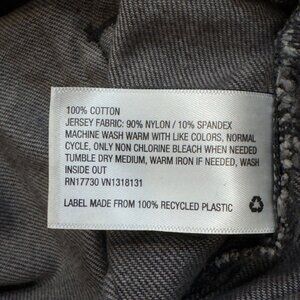 100% COTTON
JERSEY FABRIC: 90% NYLON / 10% SPANDEX
MACHINE WASH WARM WITH LIKE COLORS, NORMAL
CYCLE, ONLY NON CHLORINE BLEACH WHEN NEEDED
TUMBLE DRY MEDIUM, WARM IRON IF NEEDED, WASH
INSIDE OUT
RN17730 VN1318131
LABEL MADE FROM 100% RECYCLED PLASTIC